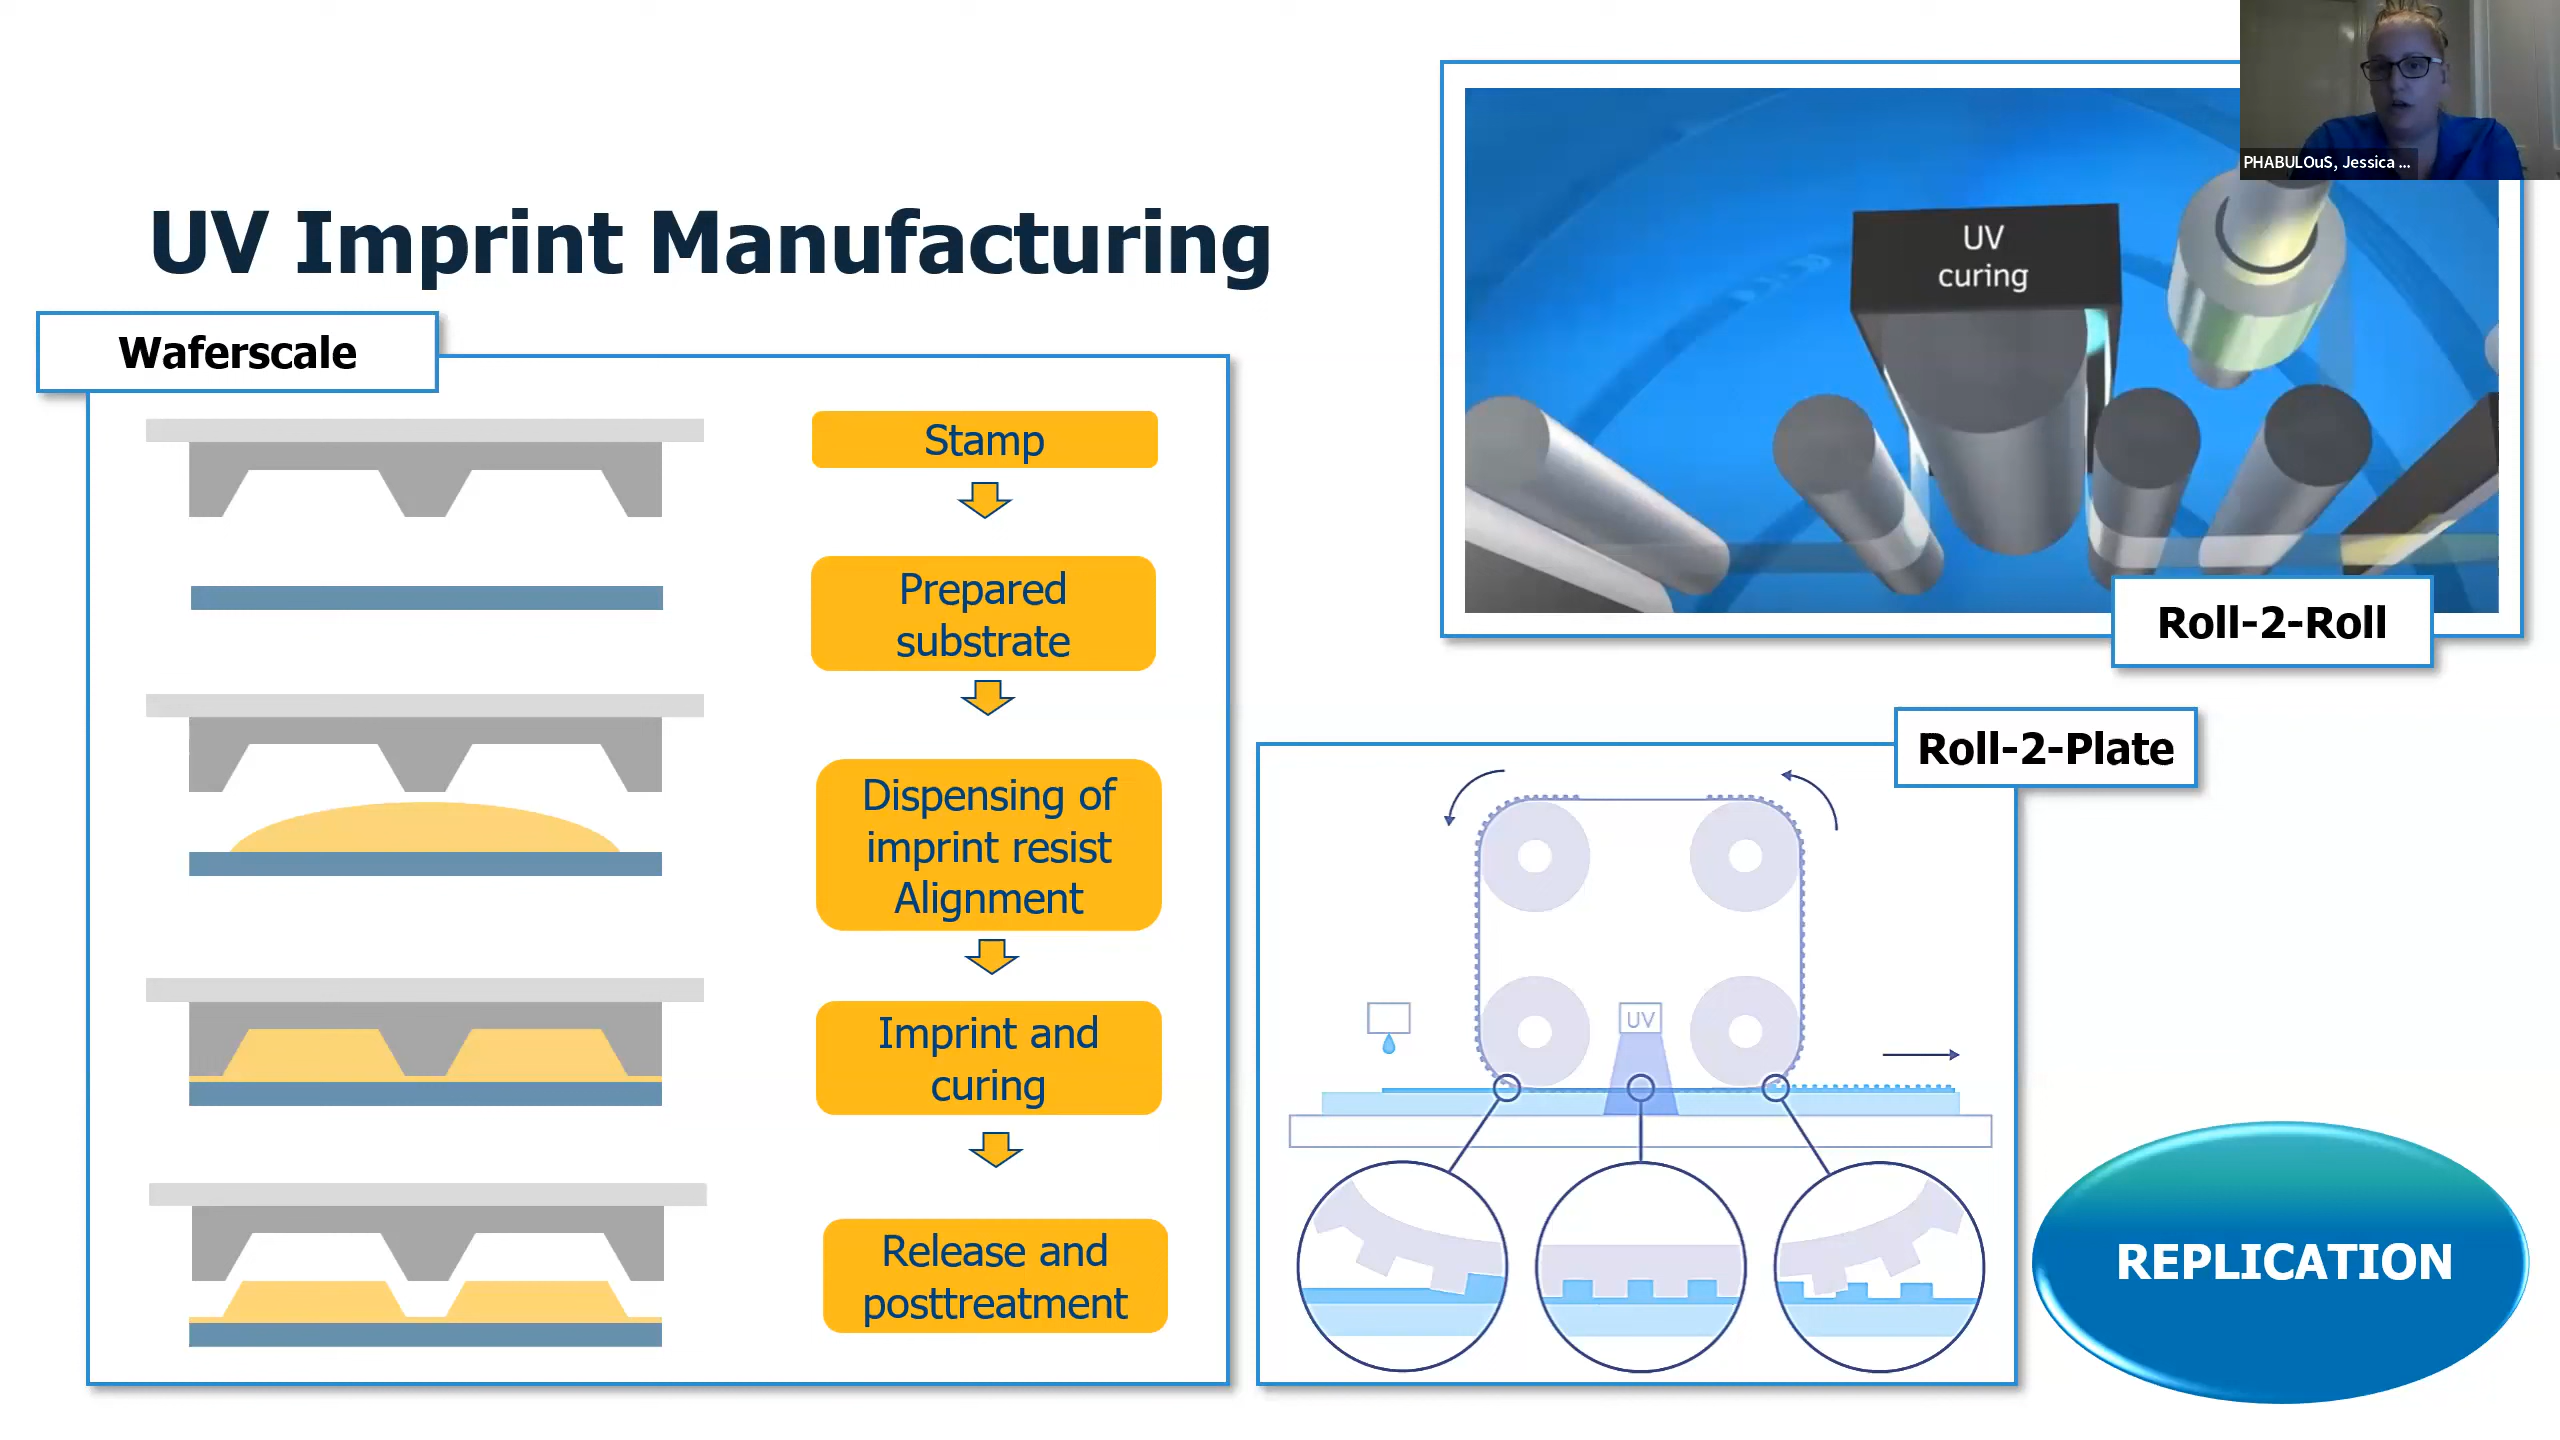 PHABULOuS, Jessica ...
UV Imprint Manufacturing
Waferscale
Stamp
Prepared
substrate
Dispensing of
imprint resist
Alignment
Imprint and
curing
Release and
posttreatment
UV
curing
Roll-2-Roll
Roll-2-Plate
UV
REPLICATION